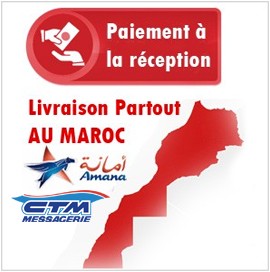 Paiement à
la réception
Livraison Partout
AU MAROC
أمانة
Amana
CTM
MESSAGERIE